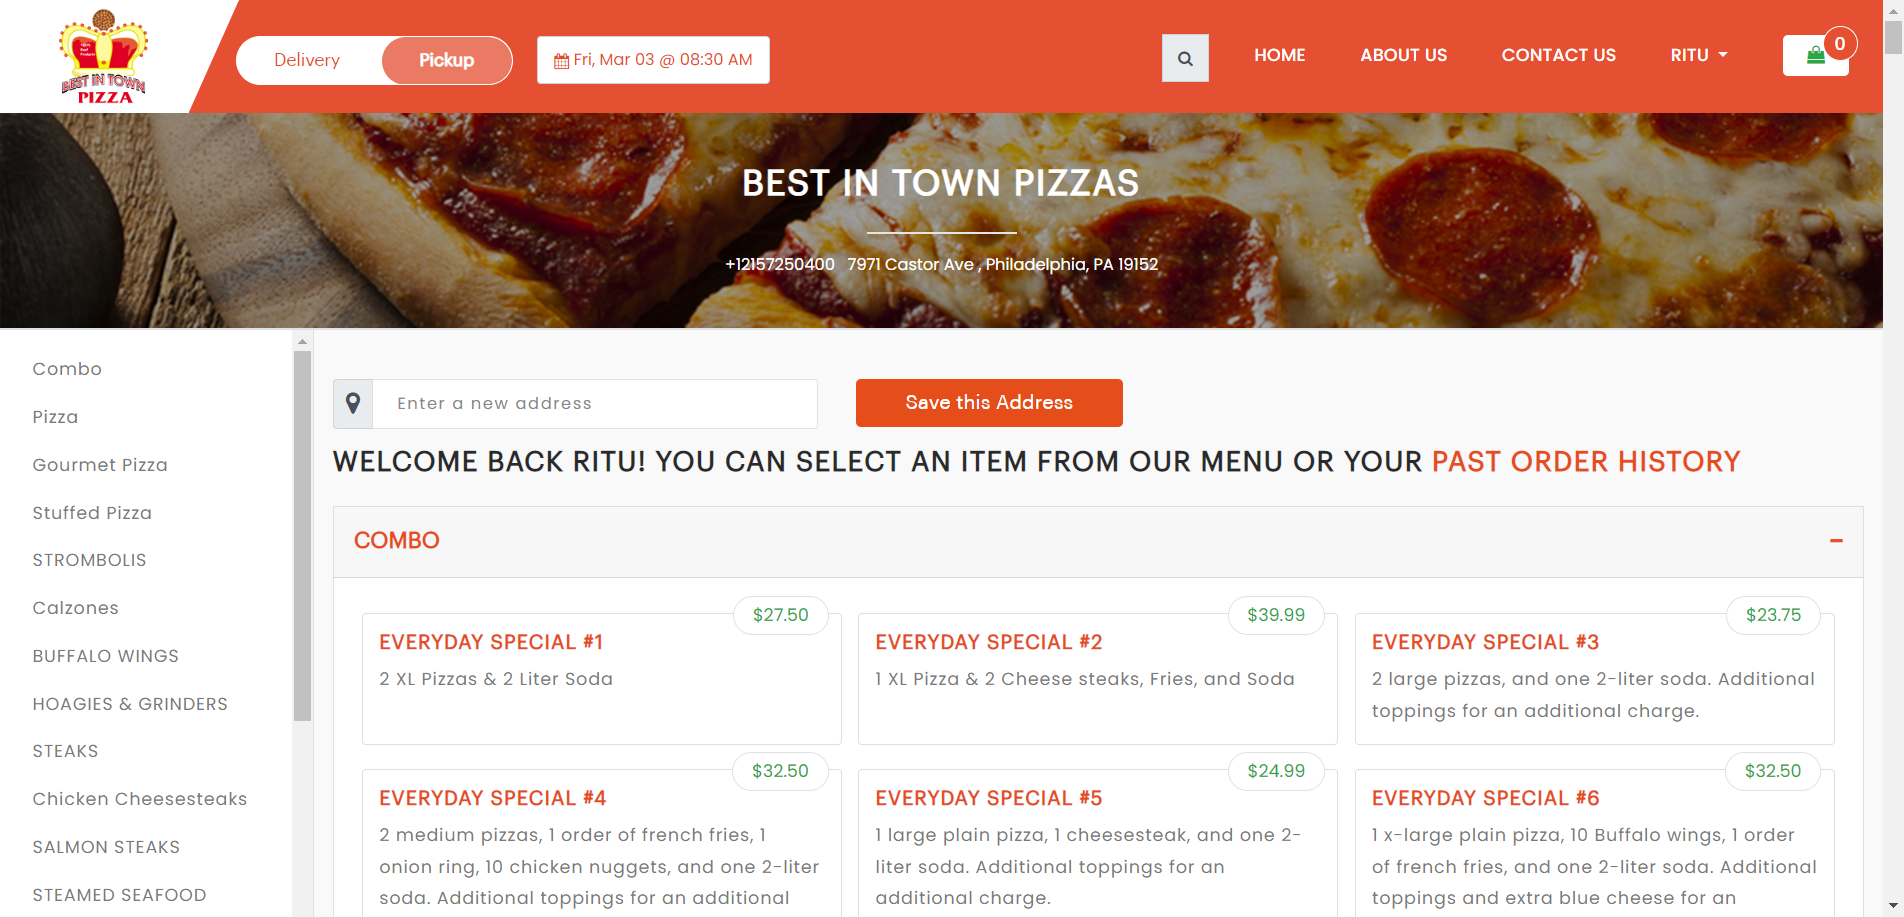 BEST IN TOWN
PIZZA
Delivery
Pickup
Fri, Mar 03 @ 08:30 AM
HOME
ABOUT US
CONTACT US
RITU
0
BEST IN TOWN PIZZAS
+12157250400 7971 Castor Ave , Philadelphia, PA 19152
Combo
Pizza
Gourmet Pizza
Stuffed Pizza
STROMBOLIS
Calzones
BUFFALO WINGS
HOAGIES & GRINDERS
STEAKS
Chicken Cheesesteaks
SALMON STEAKS
STEAMED SEAFOOD
Enter a new address
Save this Address
WELCOME BACK RITU! YOU CAN SELECT AN ITEM FROM OUR MENU OR YOUR PAST ORDER HISTORY
COMBO
$27.50
EVERYDAY SPECIAL #1
2 XL Pizzas & 2 Liter Soda
$39.99
EVERYDAY SPECIAL #2
1 XL Pizza & 2 Cheese steaks, Fries, and Soda
$23.75
EVERYDAY SPECIAL #3
2 large pizzas, and one 2-liter soda. Additional
toppings for an additional charge.
$32.50
EVERYDAY SPECIAL #4
2 medium pizzas, 1 order of french fries, 1
onion ring, 10 chicken nuggets, and one 2-liter
soda. Additional toppings for an additional
$24.99
EVERYDAY SPECIAL #5
1 large plain pizza, 1 cheesesteak, and one 2-
liter soda. Additional toppings for an
additional charge.
$32.50
EVERYDAY SPECIAL #6
1 x-large plain pizza, 10 Buffalo wings, 1 order
of french fries, and one 2-liter soda. Additional
toppings and extra blue cheese for an